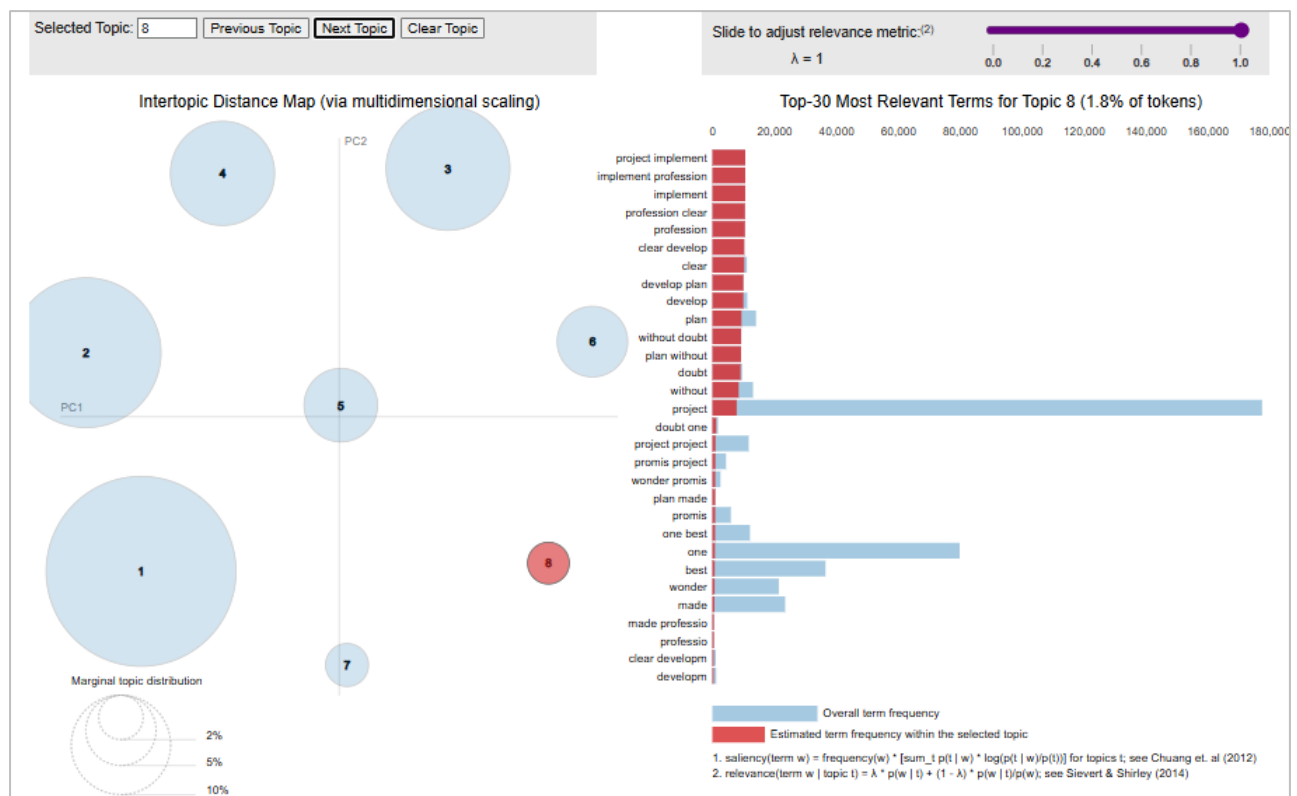 Selected Topic: 8 Previous Topic Next Topic Clear Topic
Slide to adjust relevance metric:(2)
λ = 1
0.0 0.2 0.4 0.6 0.8 1.0
Intertopic Distance Map (via multidimensional scaling)
PC2
PC1
4
3
2
6
5
1
8
7
Marginal topic distribution
2%
5%
10%
Top-30 Most Relevant Terms for Topic 8 (1.8% of tokens)
0 20,000 40,000 60,000 80,000 100,000 120,000 140,000 160,000 180,000
project implement
implement profession
implement
profession clear
profession
clear develop
clear
develop plan
develop
plan
without doubt
plan without
doubt
without
project
doubt one
project project
promis project
wonder promis
plan made
promis
one best
one
best
wonder
made
made professio
professio
clear developm
developm
Overall term frequency
Estimated term frequency within the selected topic
1. saliency(term w) = frequency(w) * [sum_t p(t | w) * log(p(t | w)/p(t))] for topics t; see Chuang et. al (2012)
2. relevance(term w | topic t) = λ * p(w | t) + (1 - λ) * p(w | t)/p(w); see Sievert & Shirley (2014)